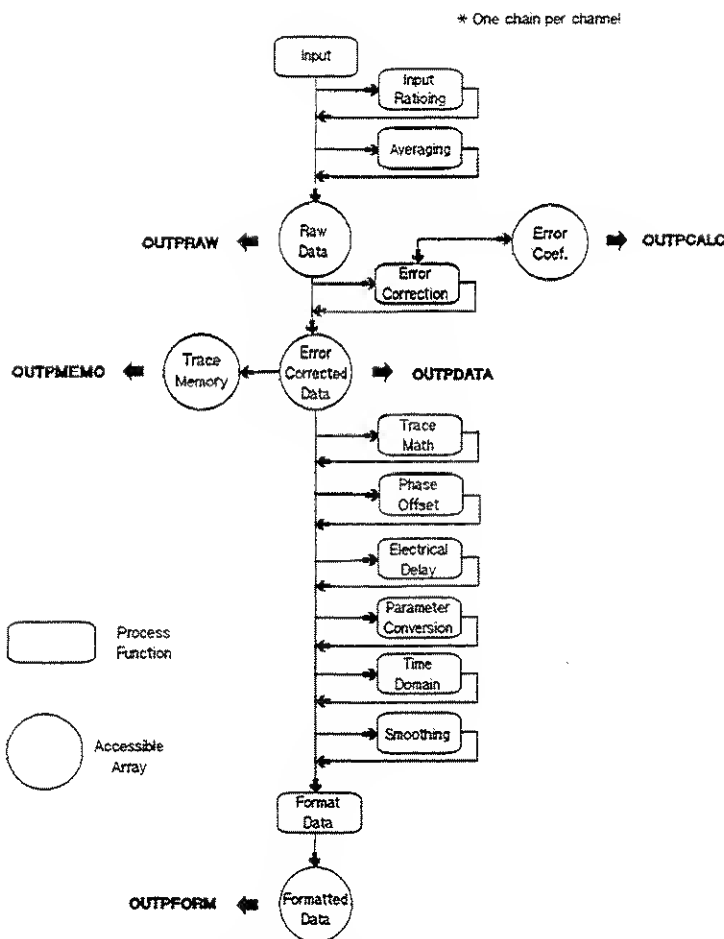 * One chain per channel
Input
Input
Ratioing
Averaging
OUTPRAW
Raw
Data
Error
Coef.
OUTPCALC
Error
Correction
OUTPMEMO
Trace
Memory
Error
Corrected
Data
OUTPDATA
Trace
Math
Phase
Offset
Electrical
Delay
Parameter
Conversion
Time
Domain
Smoothing
Process
Function
Accessible
Array
Format
Data
OUTPFORM
Formatted
Data